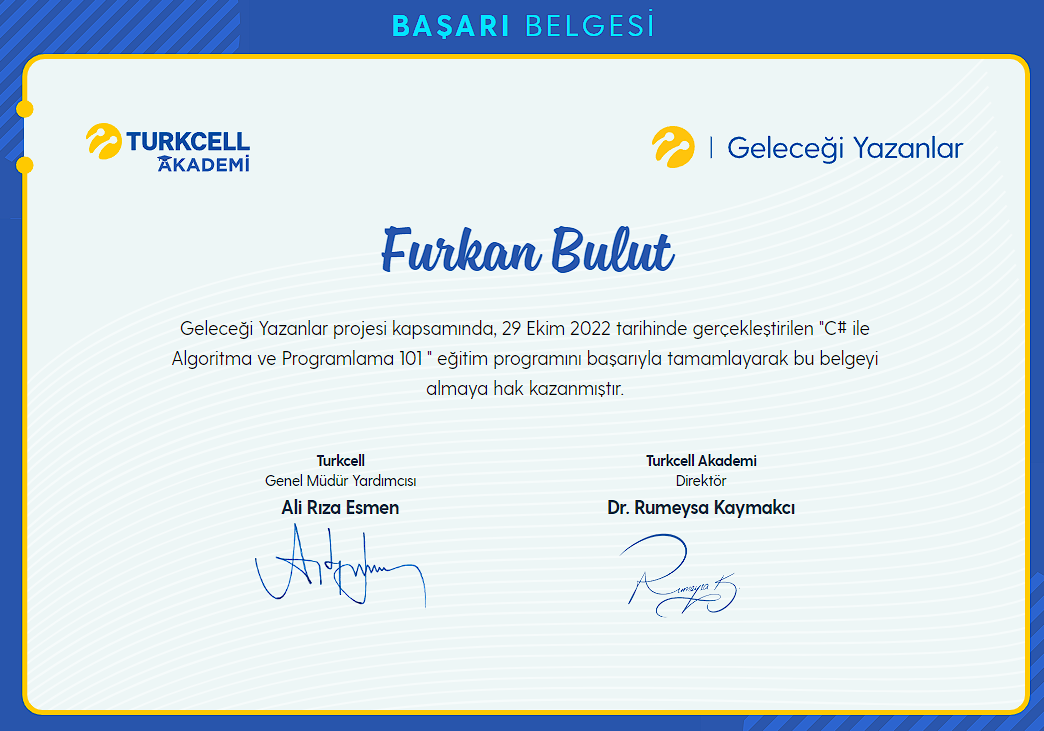 BAŞARI BELGESİ
TURKCELL
AKADEMİ
| Geleceği Yazanlar
Furkan Bulut
Geleceği Yazanlar projesi kapsamında, 29 Ekim 2022 tarihinde gerçekleştirilen "C# ile
Algoritma ve Programlama 101 " eğitim programını başarıyla tamamlayarak bu belgeyi
almaya hak kazanmıştır.
Turkcell
Genel Müdür Yardımcısı
Ali Rıza Esmen
Turkcell Akademi
Direktör
Dr. Rumeysa Kaymakcı
Rumeysa K